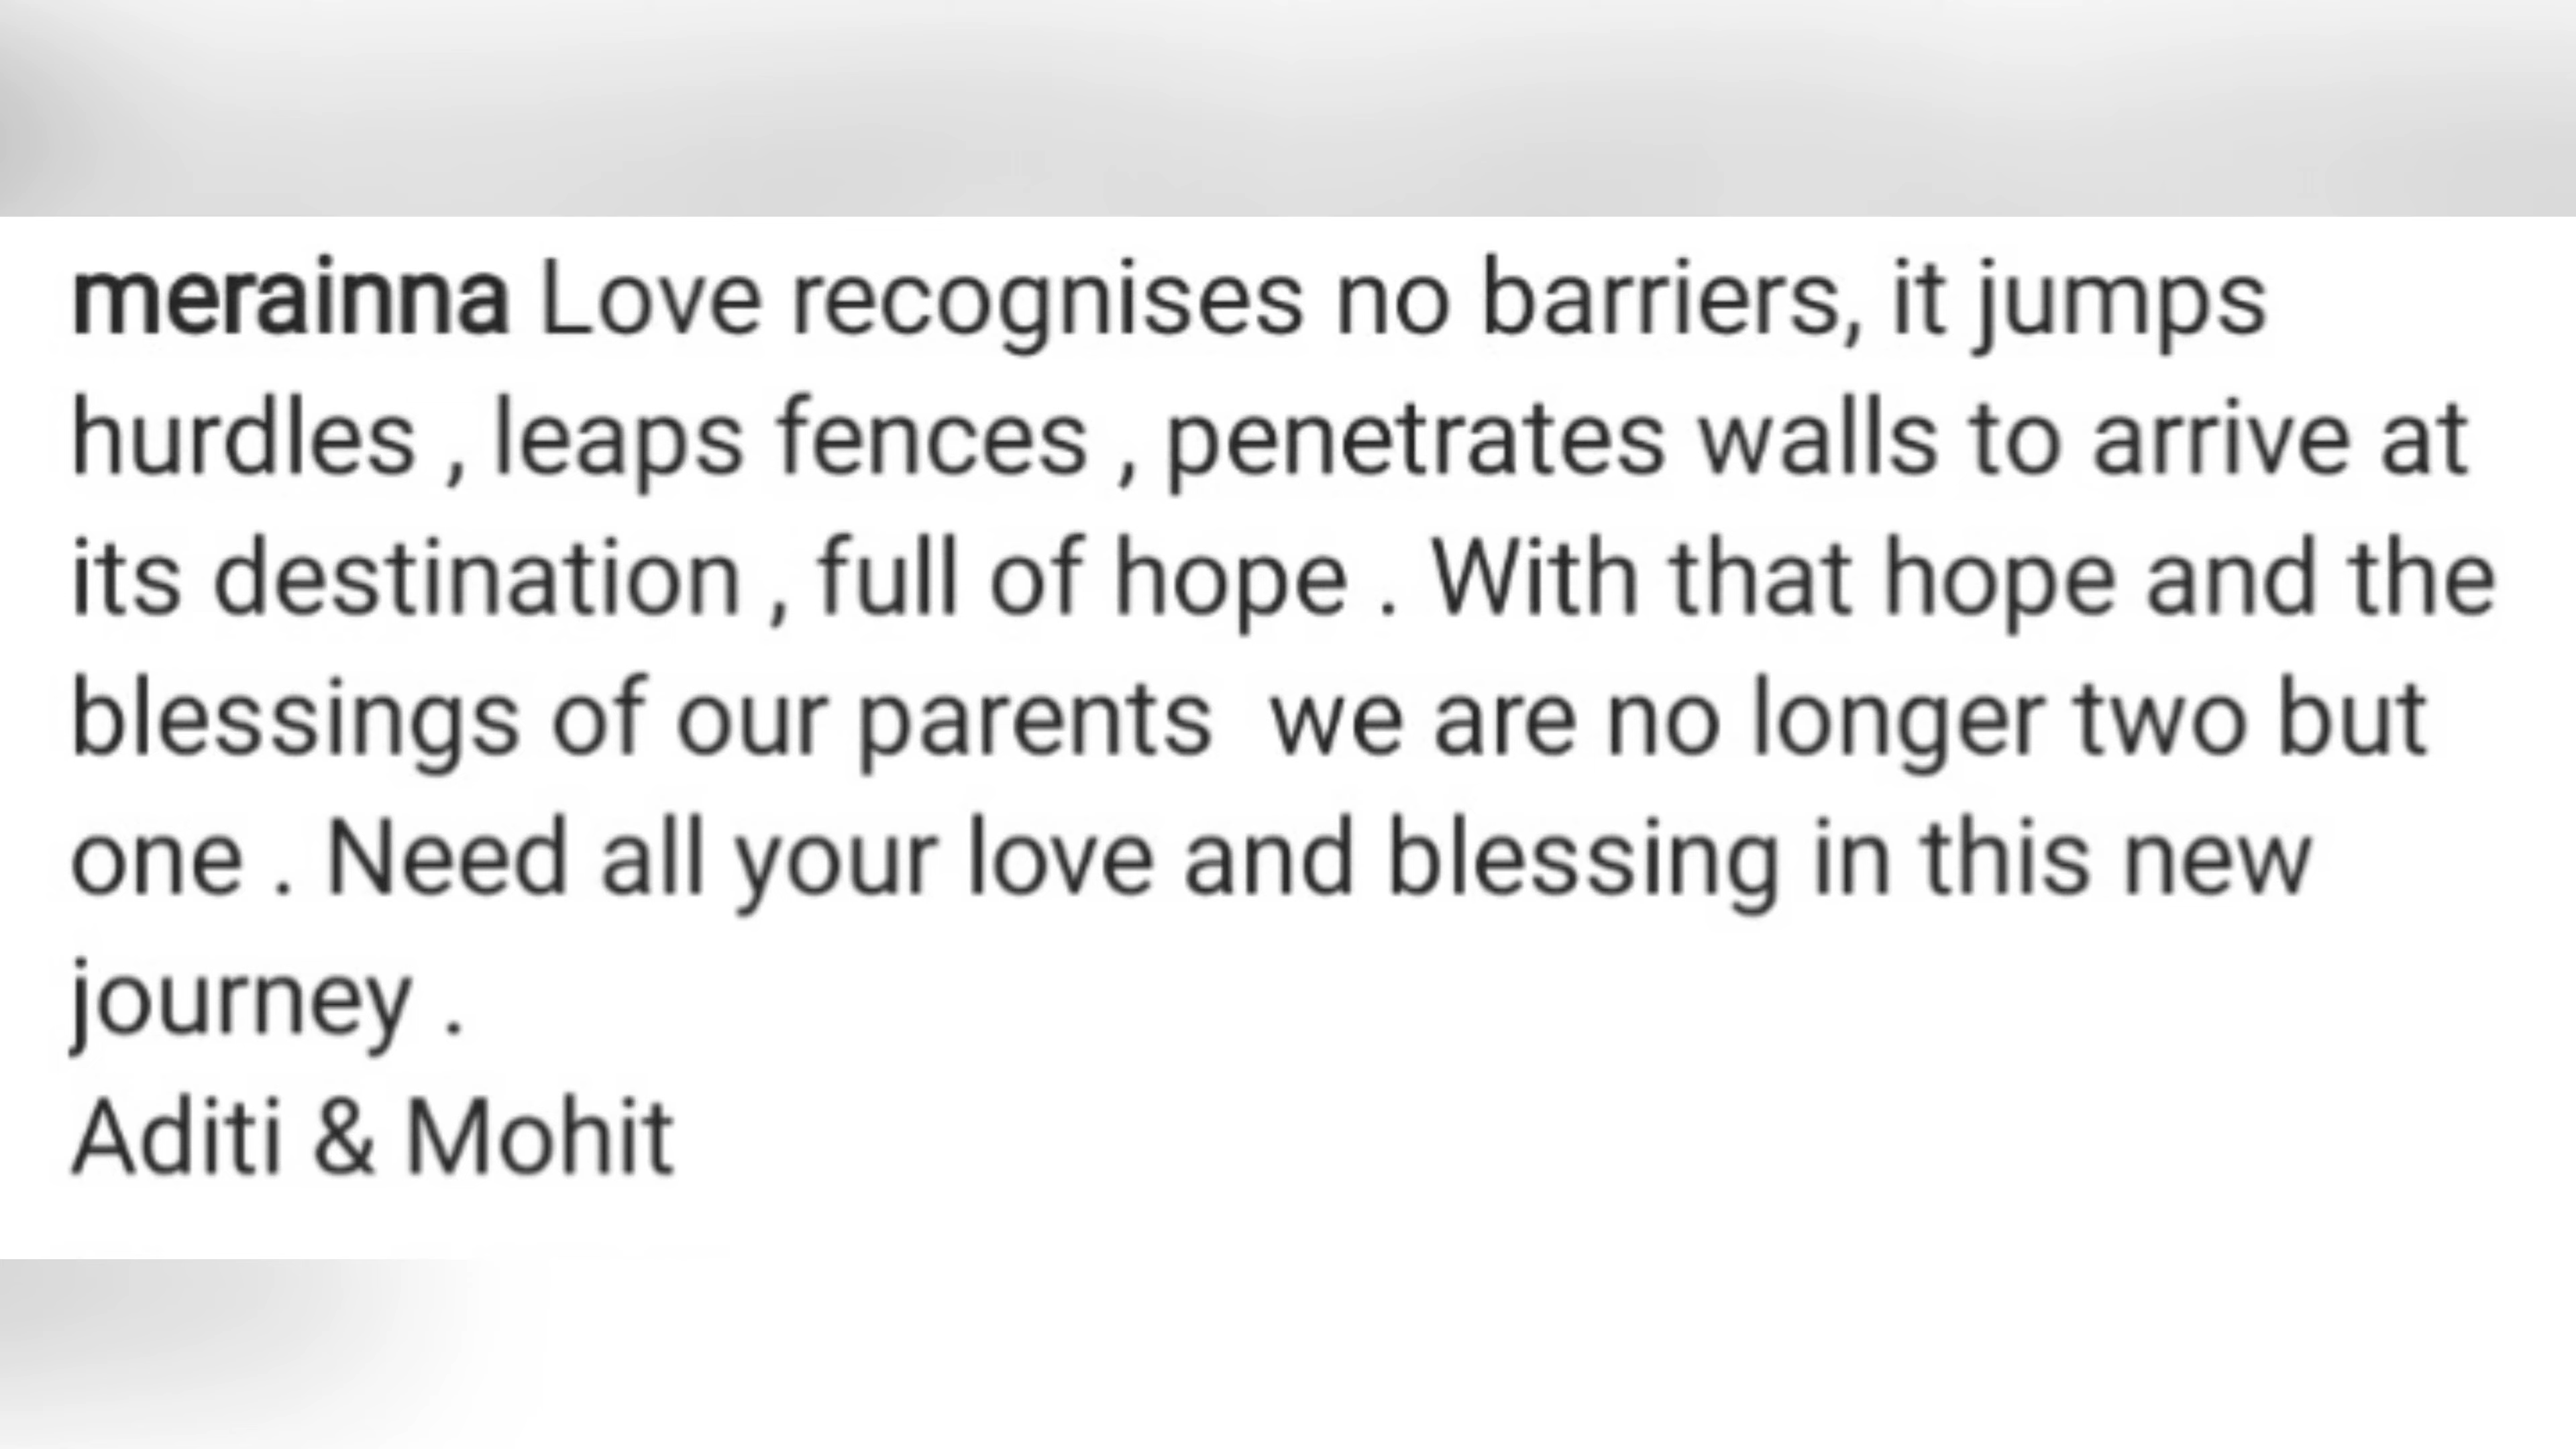 merainna Love recognises no barriers, it jumps
hurdles , leaps fences , penetrates walls to arrive at
its destination , full of hope . With that hope and the
blessings of our parents  we are no longer two but
one . Need all your love and blessing in this new
journey .
Aditi & Mohit